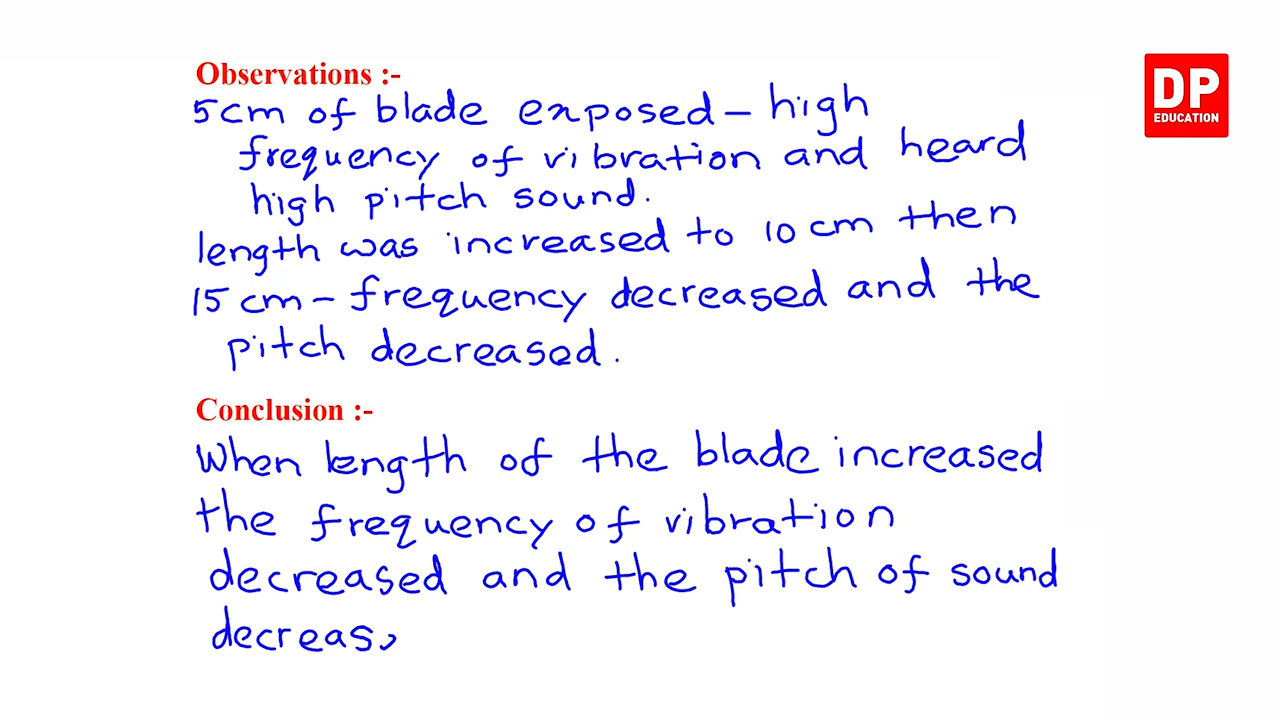 Observations :-
5cm of blade exposed – high
frequency of vibration and heard
high pitch sound.
length was increased to 10 cm then
15 cm – frequency decreased and the
pitch decreased.
Conclusion :-
When length of the blade increased
the frequency of vibration
decreased and the pitch of sound
decreas
DP
EDUCATION